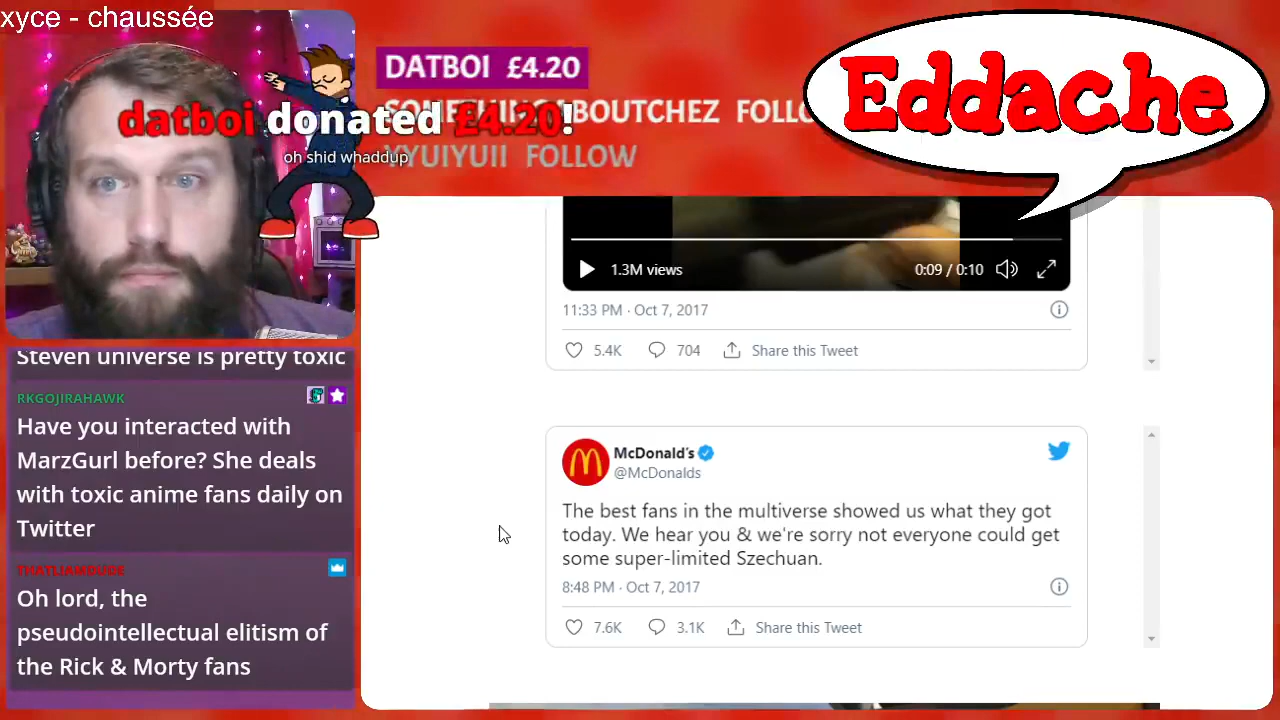 xyce - chaussée
DATBOI £4.20
datboi donated £4.20!
oh shid whaddup
SOMETHINGABOUTCHEZ FOLLO
YYUIYUII FOLLOW
Eddache
1.3M views
0:09 / 0:10
11:33 PM · Oct 7, 2017
5.4K 704 Share this Tweet
Steven universe is pretty toxic
RKGOJIRAHAWK
Have you interacted with
MarzGurl before? She deals
with toxic anime fans daily on
Twitter
THATLIAMDUDE
Oh lord, the
pseudointellectual elitism of
the Rick & Morty fans
McDonald's
@McDonalds
The best fans in the multiverse showed us what they got
today. We hear you & we're sorry not everyone could get
some super-limited Szechuan.
8:48 PM · Oct 7, 2017
7.6K 3.1K Share this Tweet